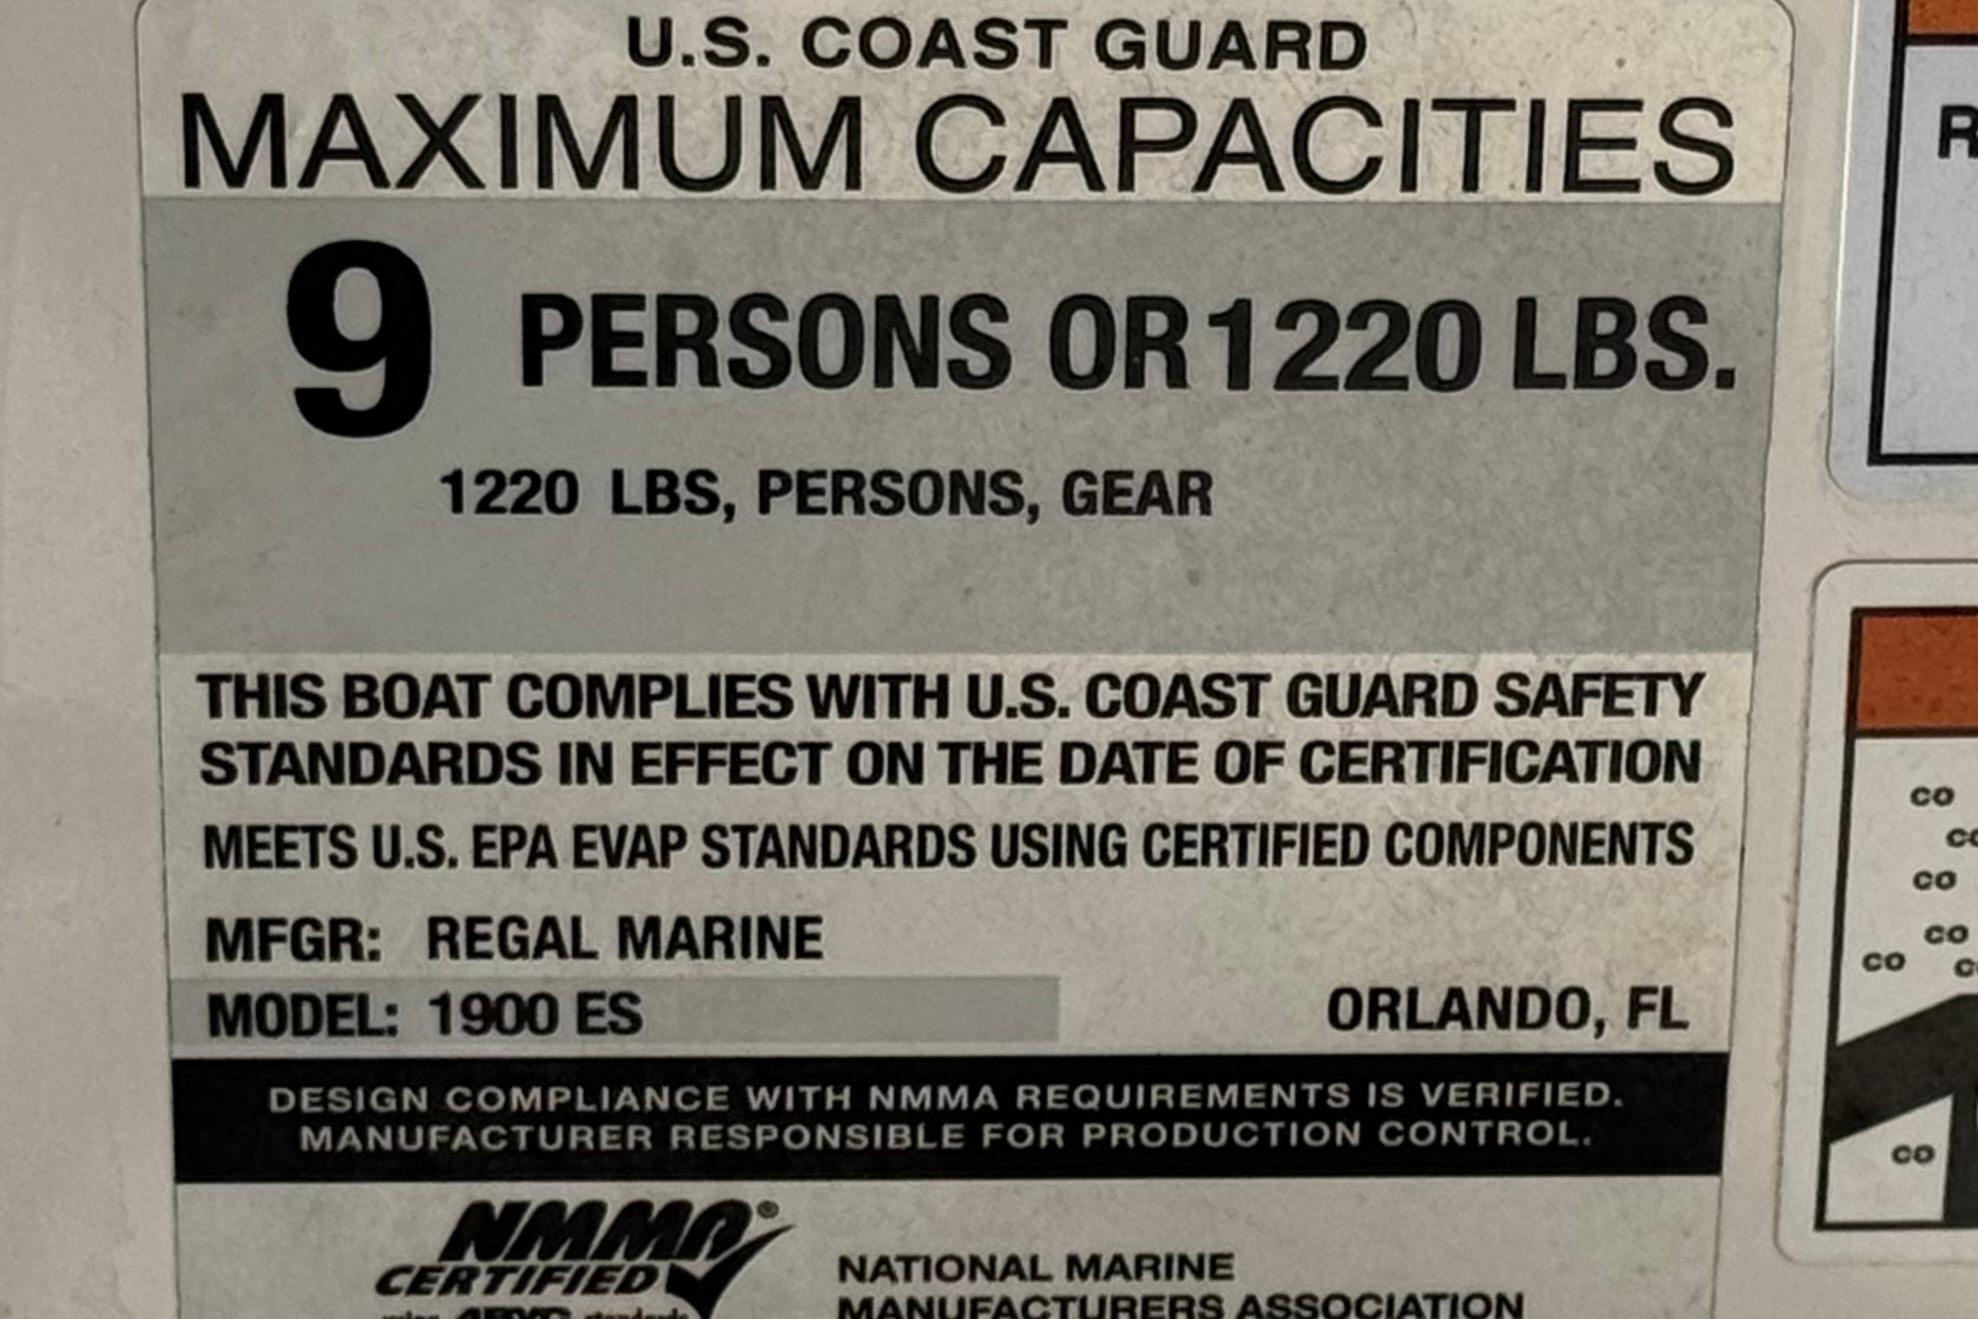 U.S. COAST GUARD
MAXIMUM CAPACITIES
9 PERSONS OR 1220 LBS.
1220 LBS, PERSONS, GEAR
THIS BOAT COMPLIES WITH U.S. COAST GUARD SAFETY
STANDARDS IN EFFECT ON THE DATE OF CERTIFICATION
MEETS U.S. EPA EVAP STANDARDS USING CERTIFIED COMPONENTS
MFGR: REGAL MARINE
MODEL: 1900 ES ORLANDO, FL
DESIGN COMPLIANCE WITH NMMA REQUIREMENTS IS VERIFIED.
MANUFACTURER RESPONSIBLE FOR PRODUCTION CONTROL.
NMMA®
CERTIFIED
NATIONAL MARINE
MANUFACTURERS ASSOCIATION
R
CO
CO
CO
CO
CO
CO